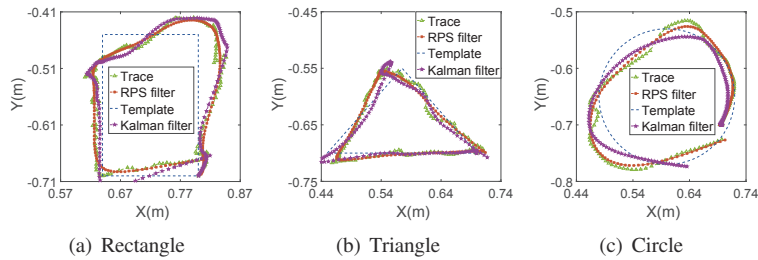 -0.41
-0.51
-0.61
-0.71
Y(m)
0.57
0.67
0.77
0.87
X(m)
Trace
RPS filter
Template
Kalman filter
(a) Rectangle
-0.45
-0.55
-0.65
-0.75
Y(m)
0.44
0.54
0.64
0.74
X(m)
Trace
RPS filter
Template
Kalman filter
(b) Triangle
-0.5
-0.6
-0.7
-0.8
Y(m)
0.44
0.54
0.64
0.74
X(m)
Trace
RPS filter
Template
Kalman filter
(c) Circle